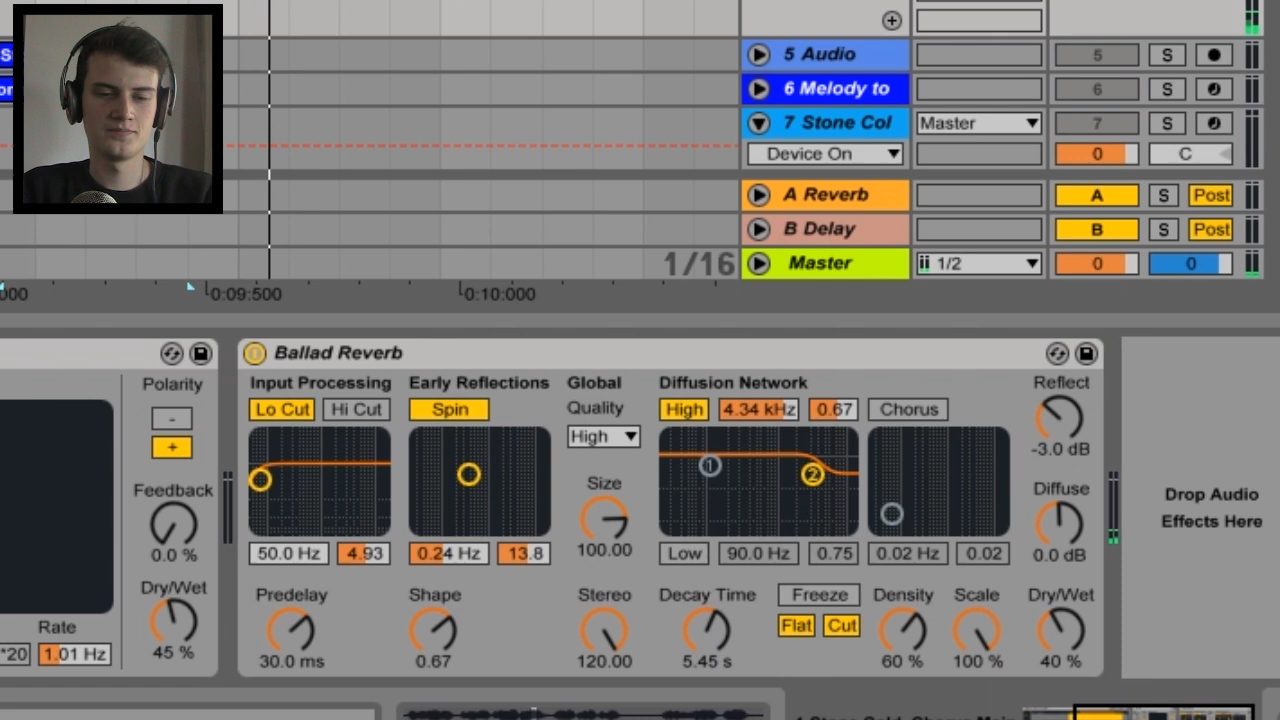 5 Audio
5
S
6 Melody to
6
S
7 Stone Col
Master
7
S
Device On
0
C
A Reverb
A
S
Post
B Delay
B
S
Post
1/16
Master
1/2
0
0
000
0:09:500
0:10:000
Polarity
-
+
Feedback
0.0 %
Dry/Wet
45 %
Rate
*20
1.01 Hz
Ballad Reverb
Input Processing
Early Reflections
Global
Diffusion Network
Reflect
Lo Cut
Hi Cut
Spin
Quality
High
High
4.34 kHz
0.67
Chorus
-3.0 dB
1
2
Size
100.00
Diffuse
0.0 dB
50.0 Hz
4.93
0.24 Hz
13.8
Low
90.0 Hz
0.75
0.02 Hz
0.02
Predelay
Shape
Stereo
Decay Time
Freeze
Density
Scale
Dry/Wet
Flat
Cut
30.0 ms
0.67
120.00
5.45 s
60 %
100 %
40 %
Drop Audio
Effects Here